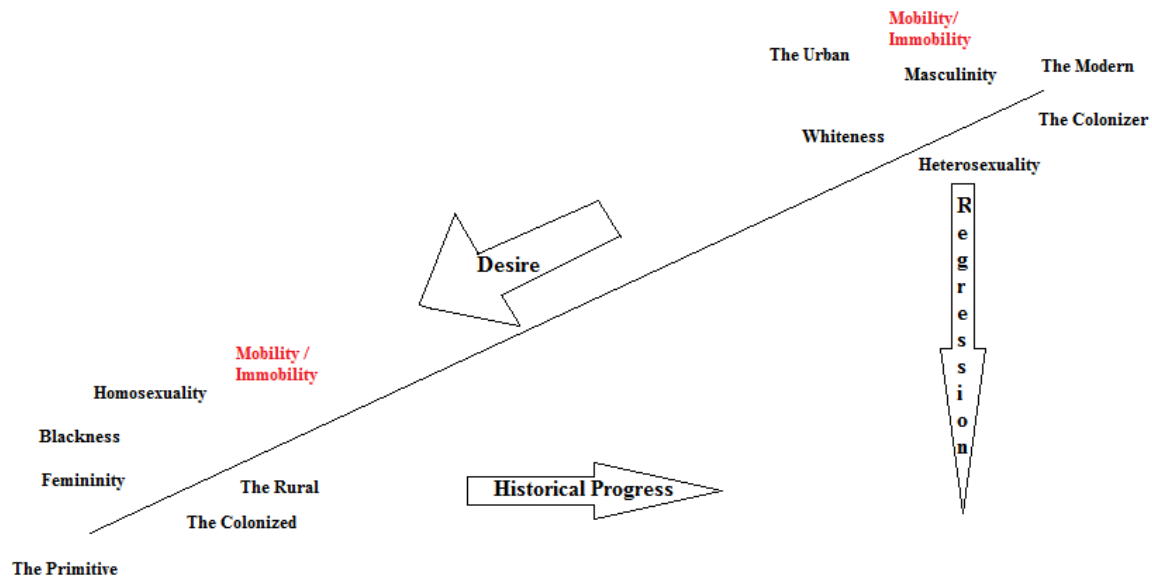 Mobility/
Immobility
The Urban
Masculinity
The Modern
The Colonizer
Whiteness
Heterosexuality
Regression
Desire
Mobility /
Immobility
Homosexuality
Blackness
Femininity
The Rural
Historical Progress
The Colonized
The Primitive